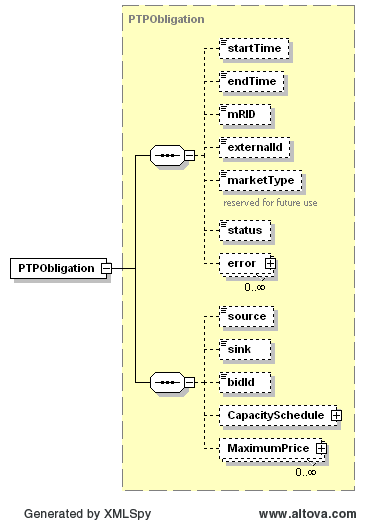 PTPObligation
startTime
endTime
mRID
externalId
marketType
reserved for future use
status
error
0..∞
PTPObligation
source
sink
bidId
CapacitySchedule
MaximumPrice
0..∞
Generated by XMLSpy
www.altova.com